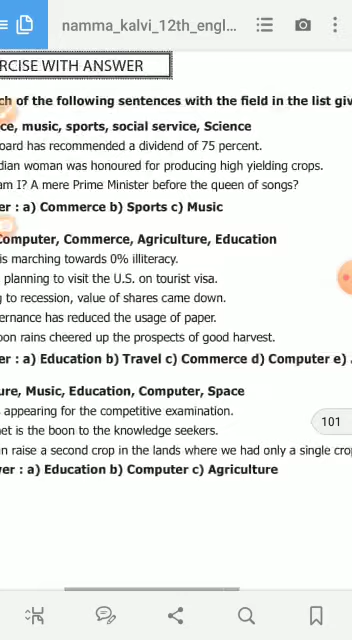 namma_kalvi_12th_engl...
RCISE WITH ANSWER
ch of the following sentences with the field in the list giv
ce, music, sports, social service, Science
oard has recommended a dividend of 75 percent.
dian woman was honoured for producing high yielding crops.
am I? A mere Prime Minister before the queen of songs?
er : a) Commerce b) Sports c) Music
Computer, Commerce, Agriculture, Education
is marching towards 0% illiteracy.
planning to visit the U.S. on tourist visa.
g to recession, value of shares came down.
ernance has reduced the usage of paper.
oon rains cheered up the prospects of good harvest.
er : a) Education b) Travel c) Commerce d) Computer e)
ure, Music, Education, Computer, Space
appearing for the competitive examination.
101
et is the boon to the knowledge seekers.
n raise a second crop in the lands where we had only a single crop
ver : a) Education b) Computer c) Agriculture